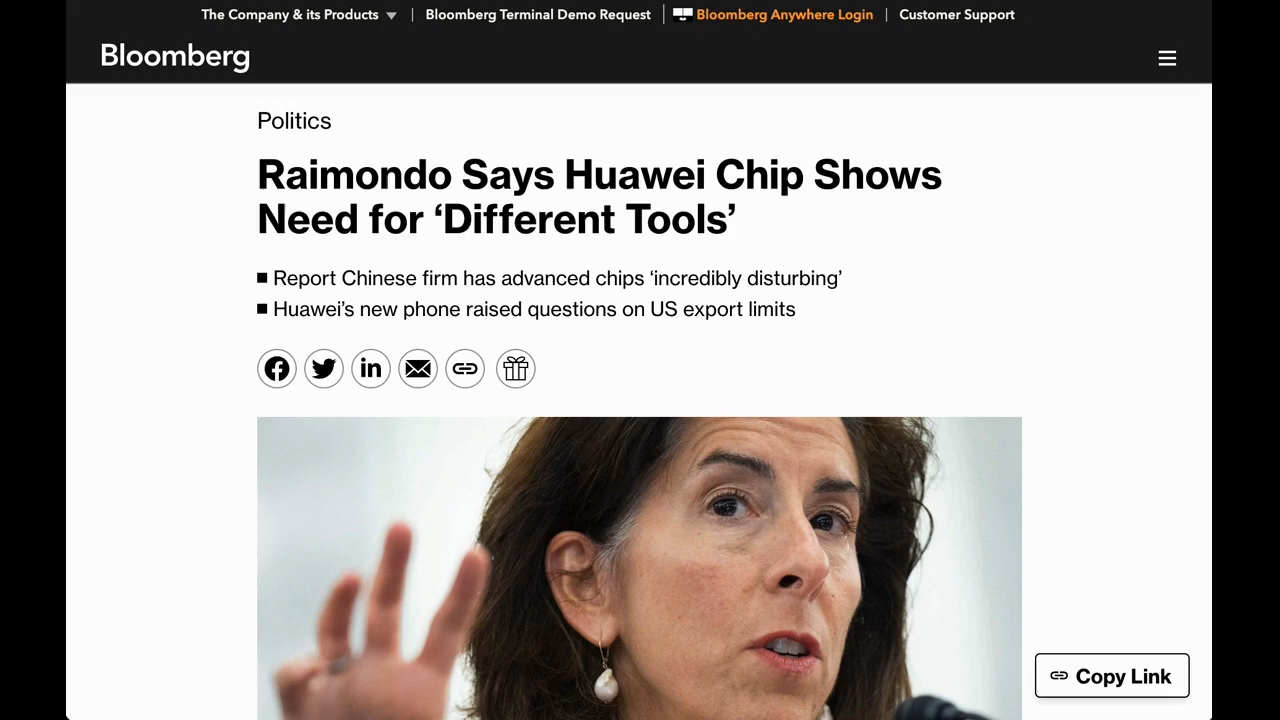 The Company & its Products | Bloomberg Terminal Demo Request | Bloomberg Anywhere Login | Customer Support
Bloomberg
Politics
Raimondo Says Huawei Chip Shows
Need for ‘Different Tools’
Report Chinese firm has advanced chips ‘incredibly disturbing’
Huawei’s new phone raised questions on US export limits
Copy Link